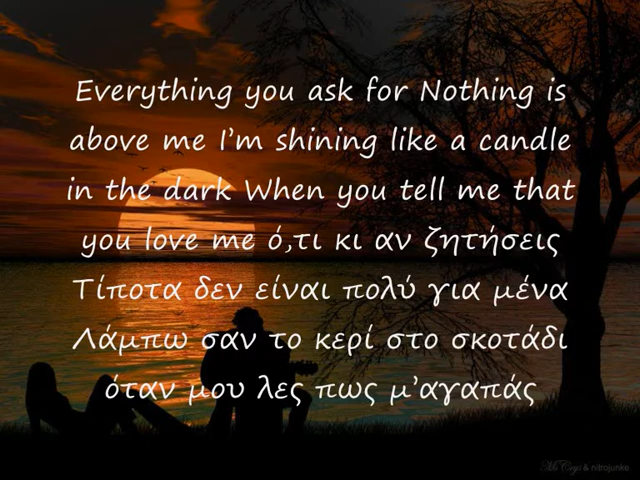 Everything you ask for Nothing is
above me I’m shining like a candle
in the dark When you tell me that
you love me ό,τι κι αν ζητήσεις
Τίποτα δεν είναι πολύ για μένα
Λάμπω σαν το κερί στο σκοτάδι
όταν μου λες πως μ’αγαπάς
& nitrojunke